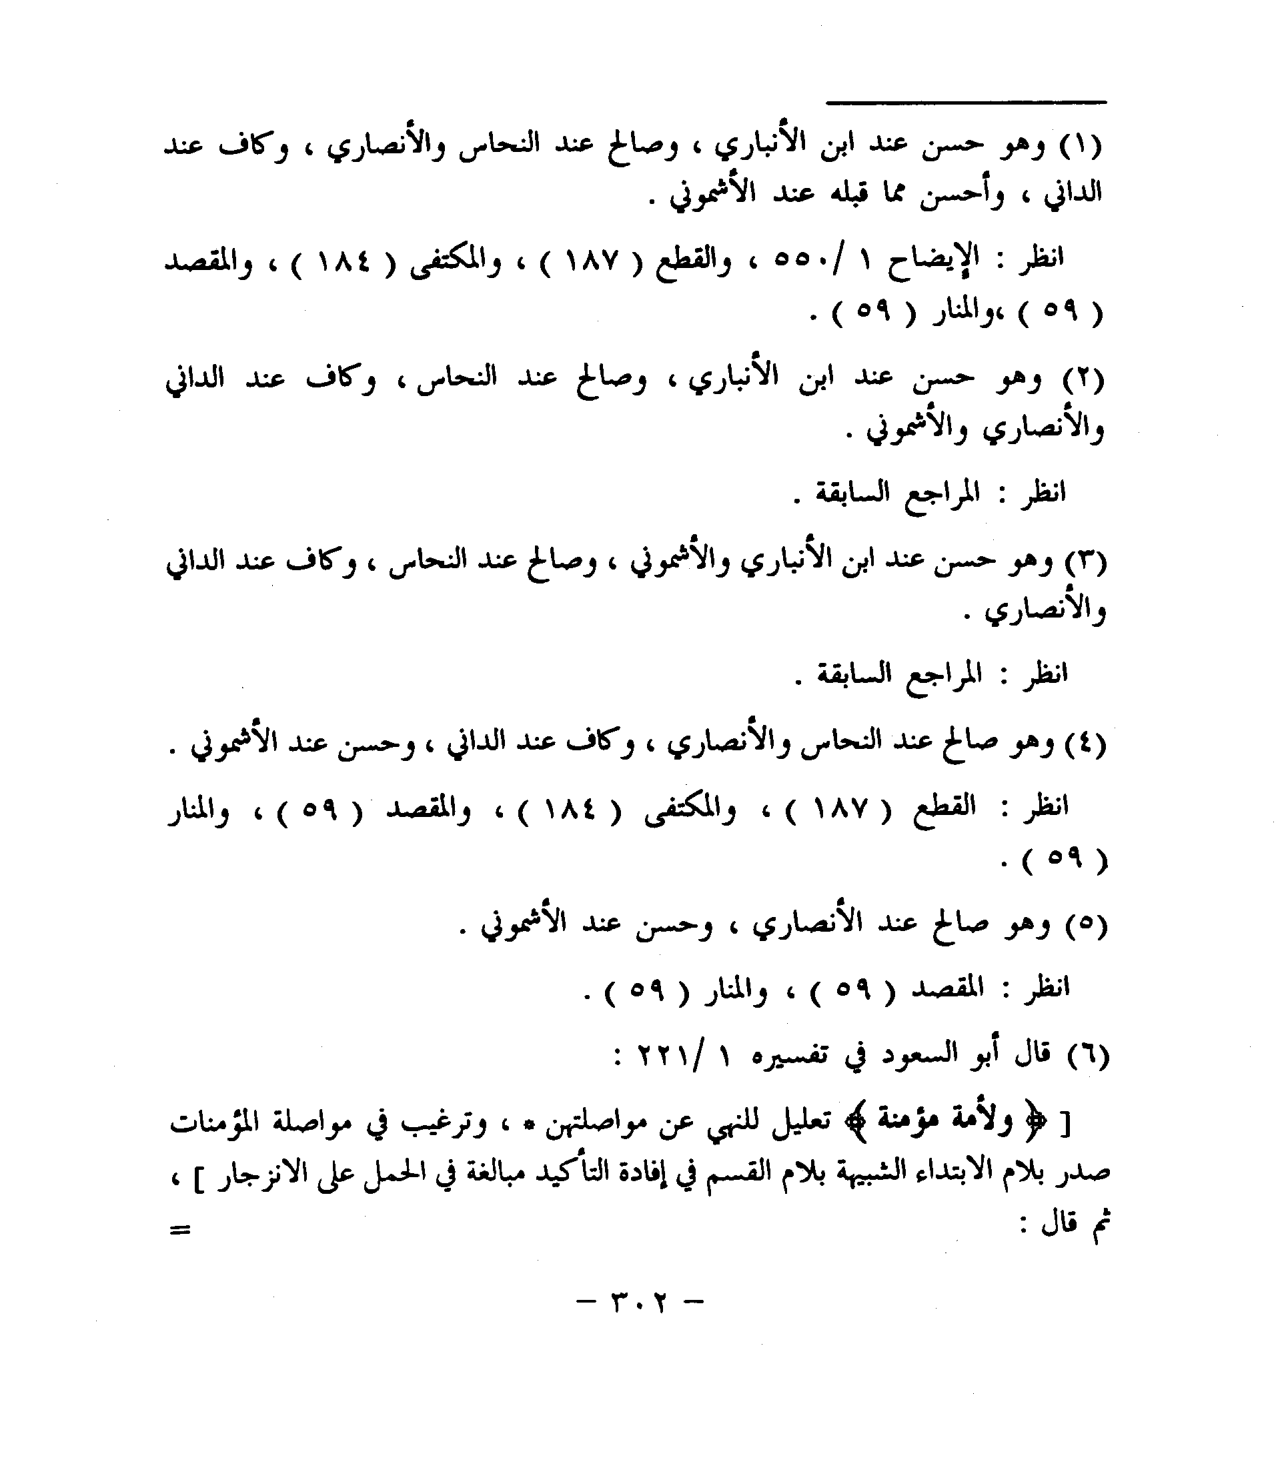 (١) وهو حسن عند ابن الأنباري ، وصالح عند النحاس والأنصاري ، وكاف عند
الداني ، وأحسن مما قبله عند الأشموني .
انظر : الإيضاح ١ /٥٥٠ ، والقطع ( ١٨٧ ) ، والمكتفى ( ١٨٤ ) ، والمقصد
( ٥٩ ) ،والمنار ( ٥٩ ) .
(٢) وهو حسن عند ابن الأنباري ، وصالح عند النحاس ، وكاف عند الداني
والأنصاري والأشموني .
انظر : المراجع السابقة .
(٣) وهو حسن عند ابن الأنباري والأشموني ، وصالح عند النحاس ، وكاف عند الداني
والأنصاري .
انظر : المراجع السابقة .
(٤) وهو صالح عند النحاس والأنصاري ، وكاف عند الداني ، وحسن عند الأشموني .
انظر : القطع ( ١٨٧ ) ، والمكتفى ( ١٨٤ ) ، والمقصد ( ٥٩ ) ، والمنار
( ٥٩ ) .
(٥) وهو صالح عند الأنصاري ، وحسن عند الأشموني .
انظر : المقصد ( ٥٩ ) ، والمنار ( ٥٩ ) .
(٦) قال أبو السعود في تفسيره ١ /٢٢١ :
[ ﴿ ولأمة مؤمنة ﴾ تعليل للنهي عن مواصلتهن * ، وترغيب في مواصلة المؤمنات
صدر بلام الابتداء الشبيهة بلام القسم في إفادة التأكيد مبالغة في الحمل على الانزجار ] ،
ثم قال : =
– ٣٠٢ –